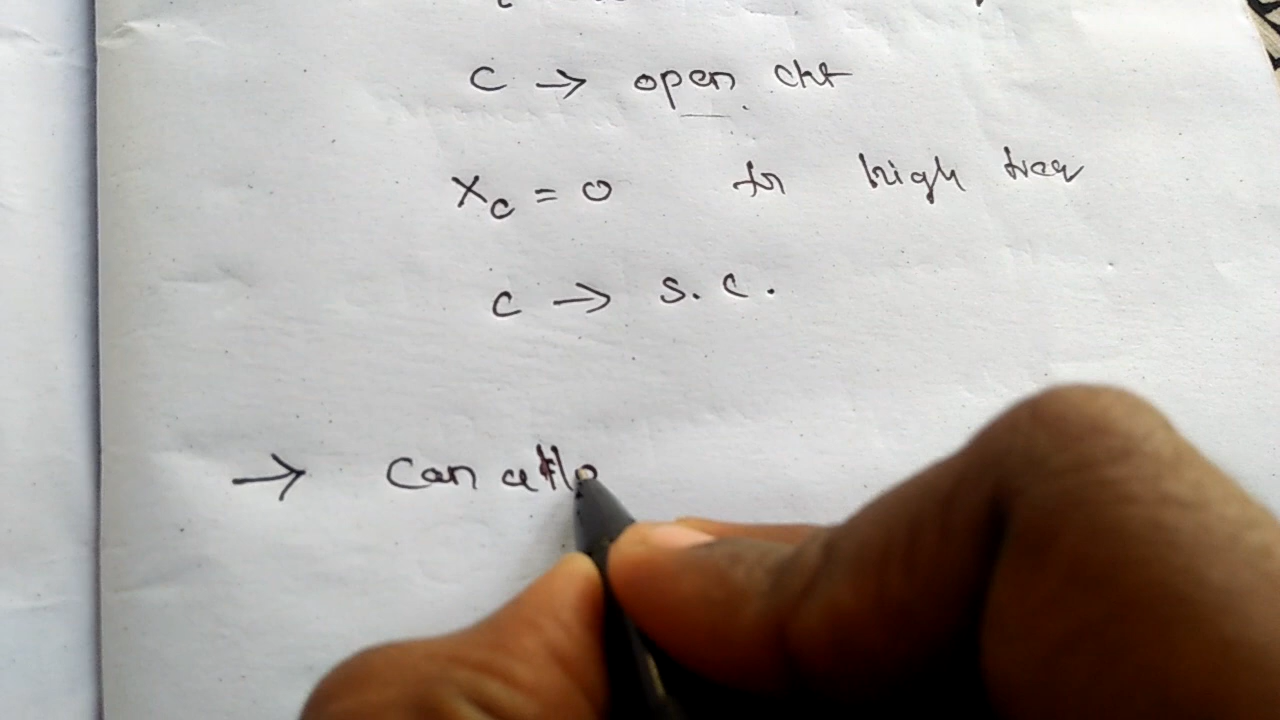 C → open ckt
Xc = 0 for high freq
C → S.C.
→ Can